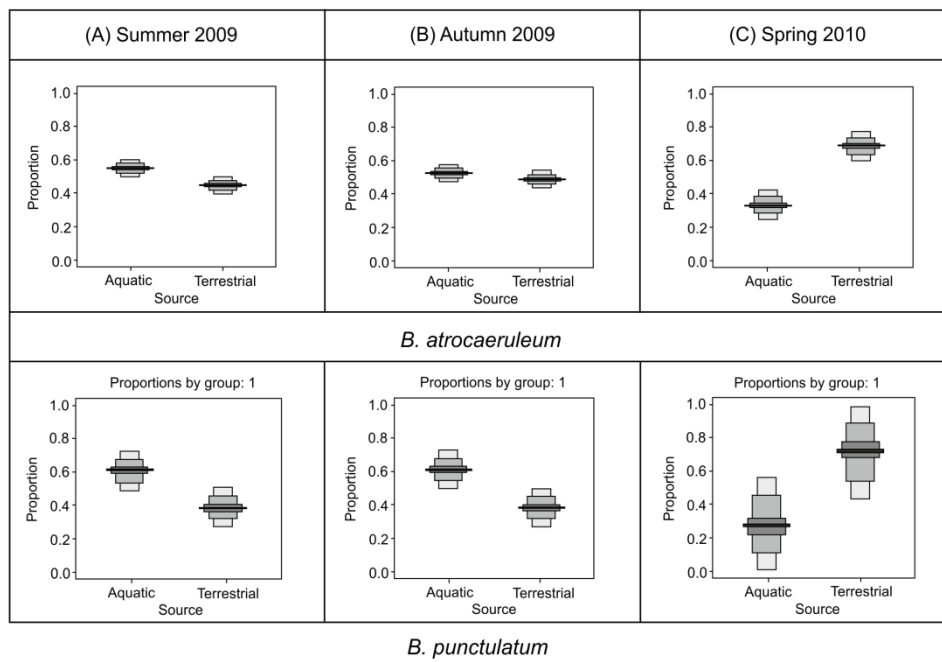 (A) Summer 2009
(B) Autumn 2009
(C) Spring 2010
1.0
0.8
0.6
0.4
0.2
0.0
Proportion
Aquatic Terrestrial
Source
1.0
0.8
0.6
0.4
0.2
0.0
Proportion
Aquatic Terrestrial
Source
1.0
0.8
0.6
0.4
0.2
0.0
Proportion
Aquatic Terrestrial
Source
B. atrocaeruleum
Proportions by group: 1
1.0
0.8
0.6
0.4
0.2
0.0
Proportion
Aquatic Terrestrial
Source
Proportions by group: 1
1.0
0.8
0.6
0.4
0.2
0.0
Proportion
Aquatic Terrestrial
Source
Proportions by group: 1
1.0
0.8
0.6
0.4
0.2
0.0
Proportion
Aquatic Terrestrial
Source
B. punctulatum